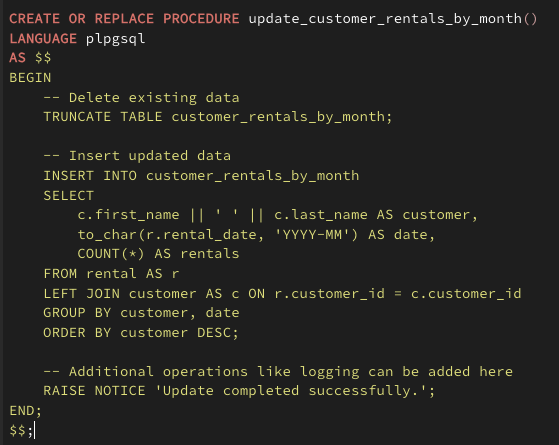 CREATE OR REPLACE PROCEDURE update_customer_rentals_by_month()
LANGUAGE plpgsql
AS $$
BEGIN
    -- Delete existing data
    TRUNCATE TABLE customer_rentals_by_month;

    -- Insert updated data
    INSERT INTO customer_rentals_by_month
    SELECT
        c.first_name || ' ' || c.last_name AS customer,
        to_char(r.rental_date, 'YYYY-MM') AS date,
        COUNT(*) AS rentals
    FROM rental AS r
    LEFT JOIN customer AS c ON r.customer_id = c.customer_id
    GROUP BY customer, date
    ORDER BY customer DESC;

    -- Additional operations like logging can be added here
    RAISE NOTICE 'Update completed successfully.';
END;
$$;